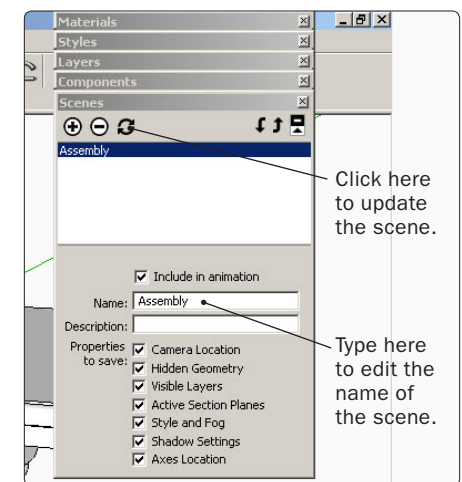 Materials
Styles
Layers
Components
Scenes
Assembly
Click here
to update
the scene.
Include in animation
Name: Assembly
Description:
Type here
to edit the
name of
the scene.
Properties
to save:
Camera Location
Hidden Geometry
Visible Layers
Active Section Planes
Style and Fog
Shadow Settings
Axes Location